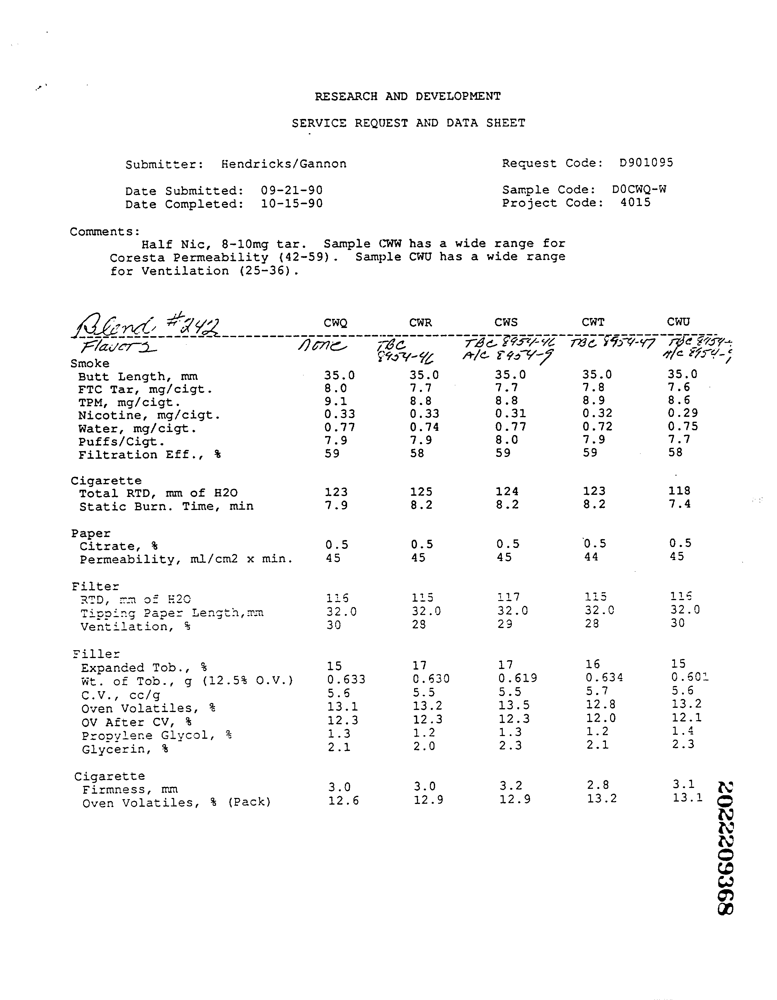 RESEARCH AND DEVELOPMENT
SERVICE REQUEST AND DATA SHEET
Submitter: Hendricks/Gannon Request Code: D901095
Date Submitted: 09-21-90 Sample Code: D0CWQ-W
Date Completed: 10-15-90 Project Code: 4015
Comments:
Half Nic, 8-10mg tar. Sample CWW has a wide range for
Coresta Permeability (42-59). Sample CWU has a wide range
for Ventilation (25-36).
Blend #242 CWQ CWR CWS CWT CWU
Flavors None TBC 8954-46 TBC 8954-46 A/C 8954-9 TBC 8954-47 TBC 8954- A/C 8954-
Smoke
Butt Length, mm 35.0 35.0 35.0 35.0 35.0
FTC Tar, mg/cigt. 8.0 7.7 7.7 7.8 7.6
TPM, mg/cigt. 9.1 8.8 8.8 8.9 8.6
Nicotine, mg/cigt. 0.33 0.33 0.31 0.32 0.29
Water, mg/cigt. 0.77 0.74 0.77 0.72 0.75
Puffs/Cigt. 7.9 7.9 8.0 7.9 7.7
Filtration Eff., % 59 58 59 59 58
Cigarette
Total RTD, mm of H2O 123 125 124 123 118
Static Burn. Time, min 7.9 8.2 8.2 8.2 7.4
Paper
Citrate, % 0.5 0.5 0.5 0.5 0.5
Permeability, ml/cm2 x min. 45 45 45 44 45
Filter
RTD, mm of H2O 116 115 117 115 116
Tipping Paper Length,mm 32.0 32.0 32.0 32.0 32.0
Ventilation, % 30 28 29 28 30
Filler
Expanded Tob., % 15 17 17 16 15
Wt. of Tob., g (12.5% O.V.) 0.633 0.630 0.619 0.634 0.601
C.V., cc/g 5.6 5.5 5.5 5.7 5.6
Oven Volatiles, % 13.1 13.2 13.5 12.8 13.2
OV After CV, % 12.3 12.3 12.3 12.0 12.1
Propylene Glycol, % 1.3 1.2 1.3 1.2 1.4
Glycerin, % 2.1 2.0 2.3 2.1 2.3
Cigarette
Firmness, mm 3.0 3.0 3.2 2.8 3.1
Oven Volatiles, % (Pack) 12.6 12.9 12.9 13.2 13.1
2022209368